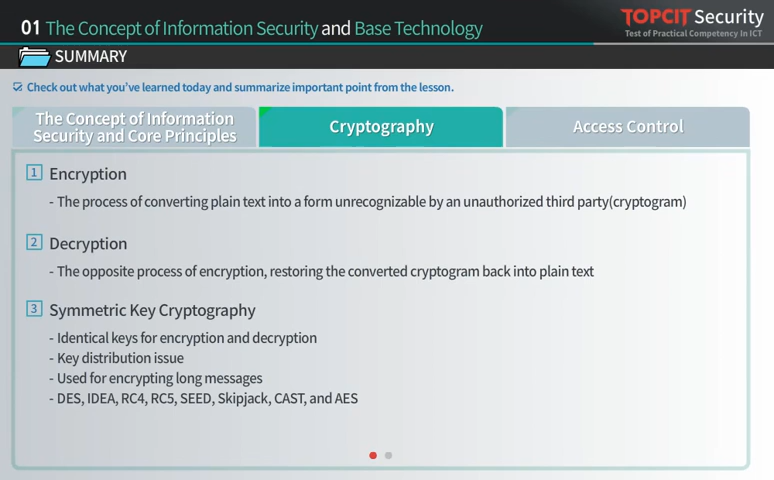 01 The Concept of Information Security and Base Technology
TOPCIT Security
Test of Practical Competency In ICT
SUMMARY
Check out what you've learned today and summarize important point from the lesson.
The Concept of Information
Security and Core Principles
Cryptography
Access Control
1 Encryption
- The process of converting plain text into a form unrecognizable by an unauthorized third party(cryptogram)
2 Decryption
- The opposite process of encryption, restoring the converted cryptogram back into plain text
3 Symmetric Key Cryptography
- Identical keys for encryption and decryption
- Key distribution issue
- Used for encrypting long messages
- DES, IDEA, RC4, RC5, SEED, Skipjack, CAST, and AES